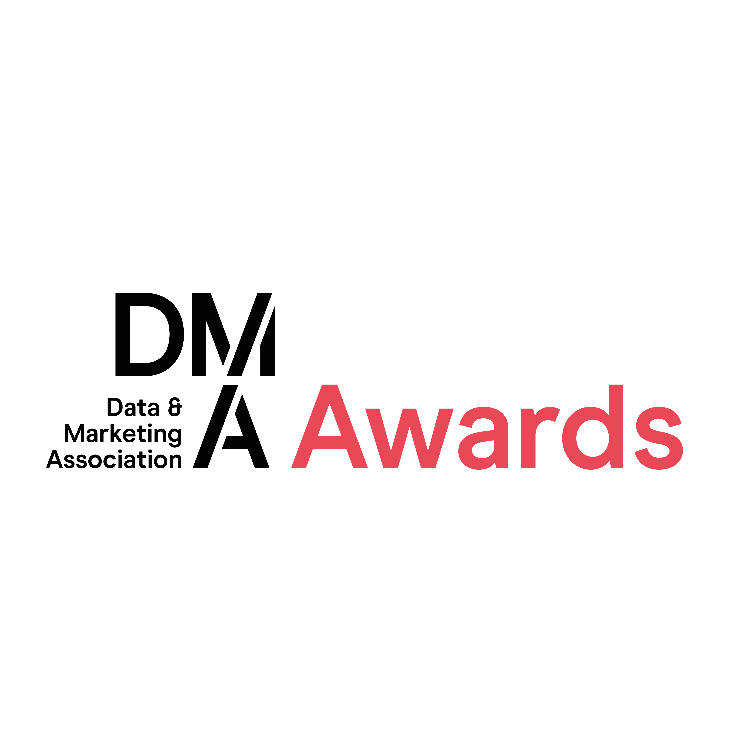 DM
A Awards
Data &
Marketing
Association